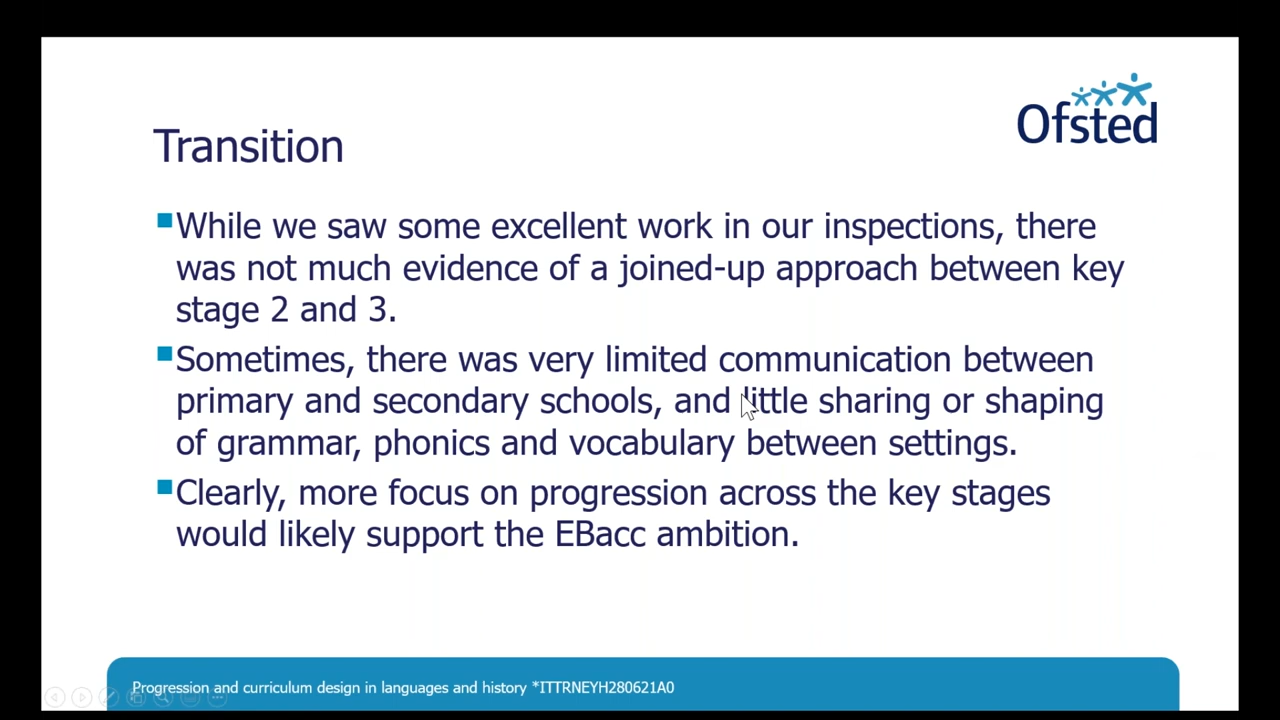 Ofsted
Transition
While we saw some excellent work in our inspections, there
was not much evidence of a joined-up approach between key
stage 2 and 3.
Sometimes, there was very limited communication between
primary and secondary schools, and little sharing or shaping
of grammar, phonics and vocabulary between settings.
Clearly, more focus on progression across the key stages
would likely support the EBacc ambition.
Progression and curriculum design in languages and history *ITTRNEYH280621A0